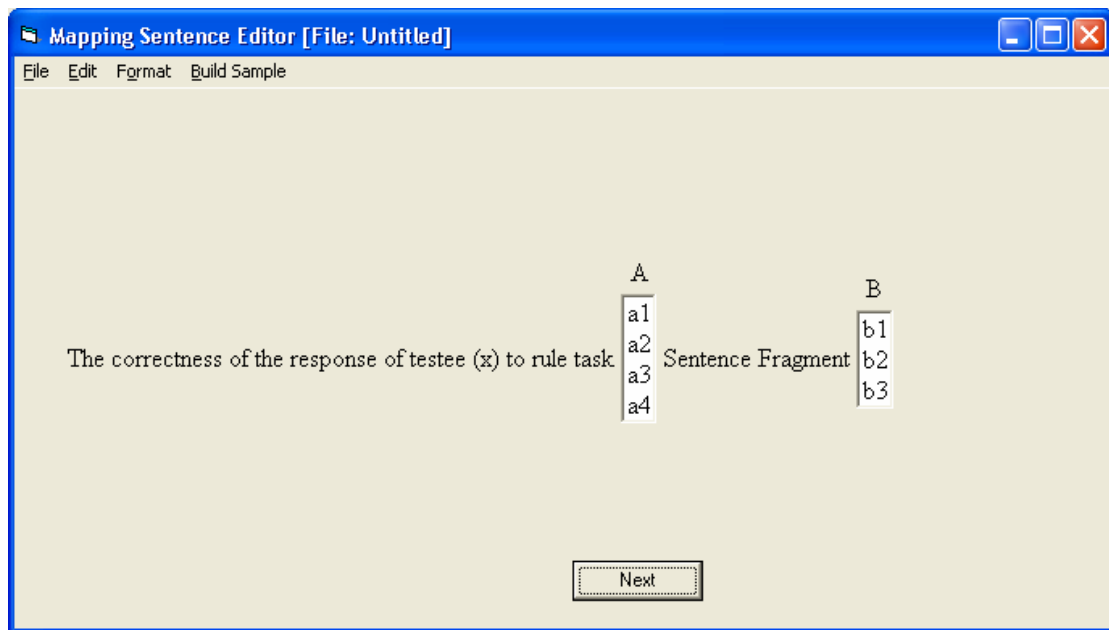 Mapping Sentence Editor [File: Untitled]
File Edit Format Build Sample
A
B
a1
a2
a3
a4
The correctness of the response of testee (x) to rule task
Sentence Fragment
b1
b2
b3
Next